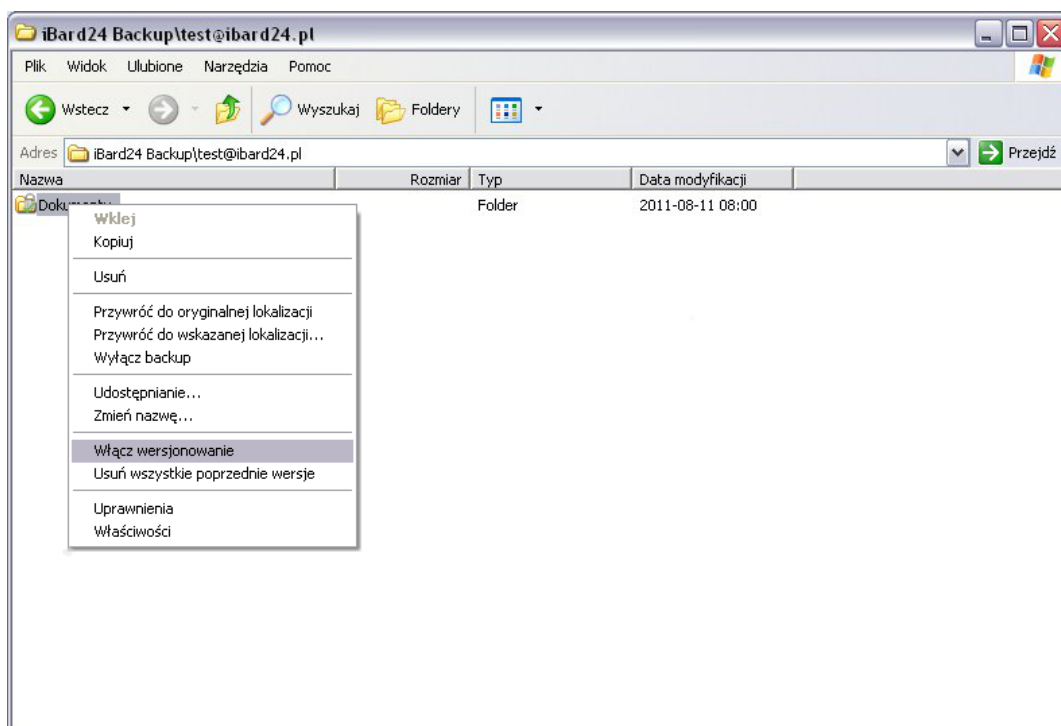 iBard24 Backup\test@ibard24.pl
Plik Widok Ulubione Narzędzia Pomoc
Wstecz Wyszukaj Foldery
Adres iBard24 Backup\test@ibard24.pl Przejdź
Nazwa Rozmiar Typ Data modyfikacji
Dokumenty Folder 2011-08-11 08:00
Wklej
Kopiuj
Usuń
Przywróć do oryginalnej lokalizacji
Przywróć do wskazanej lokalizacji...
Wyłącz backup
Udostępnianie...
Zmień nazwę...
Włącz wersjonowanie
Usuń wszystkie poprzednie wersje
Uprawnienia
Właściwości